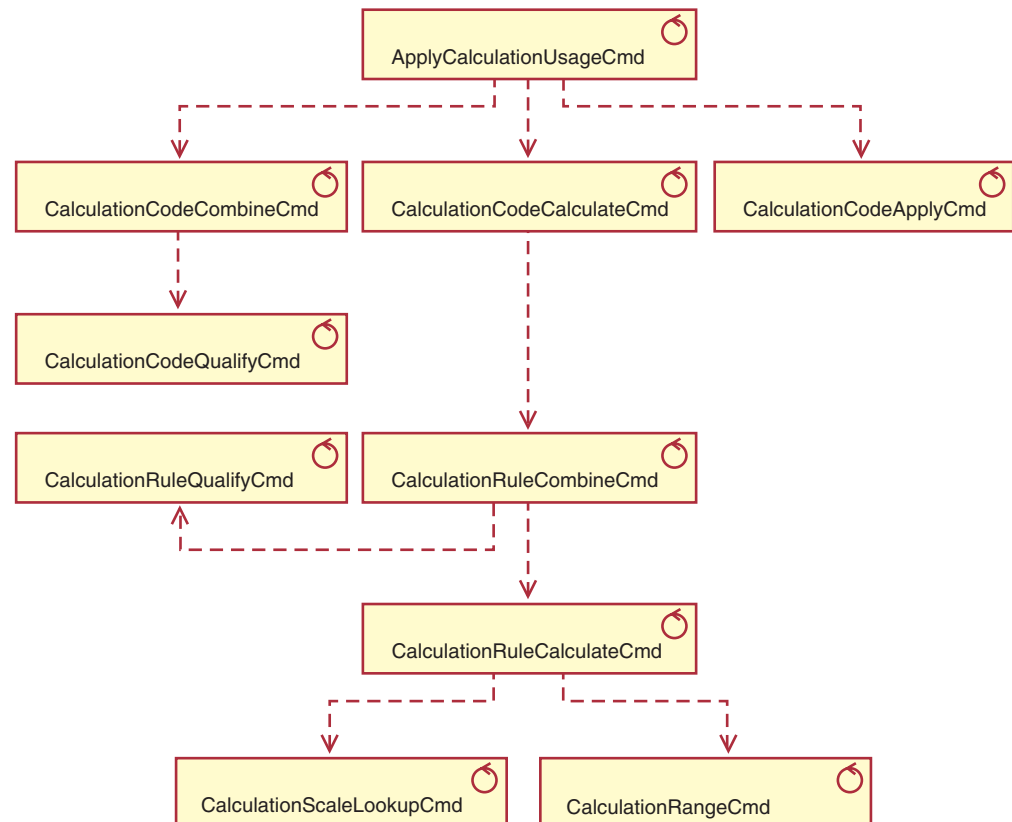 ApplyCalculationUsageCmd
CalculationCodeCombineCmd
CalculationCodeCalculateCmd
CalculationCodeApplyCmd
CalculationCodeQualifyCmd
CalculationRuleQualifyCmd
CalculationRuleCombineCmd
CalculationRuleCalculateCmd
CalculationScaleLookupCmd
CalculationRangeCmd